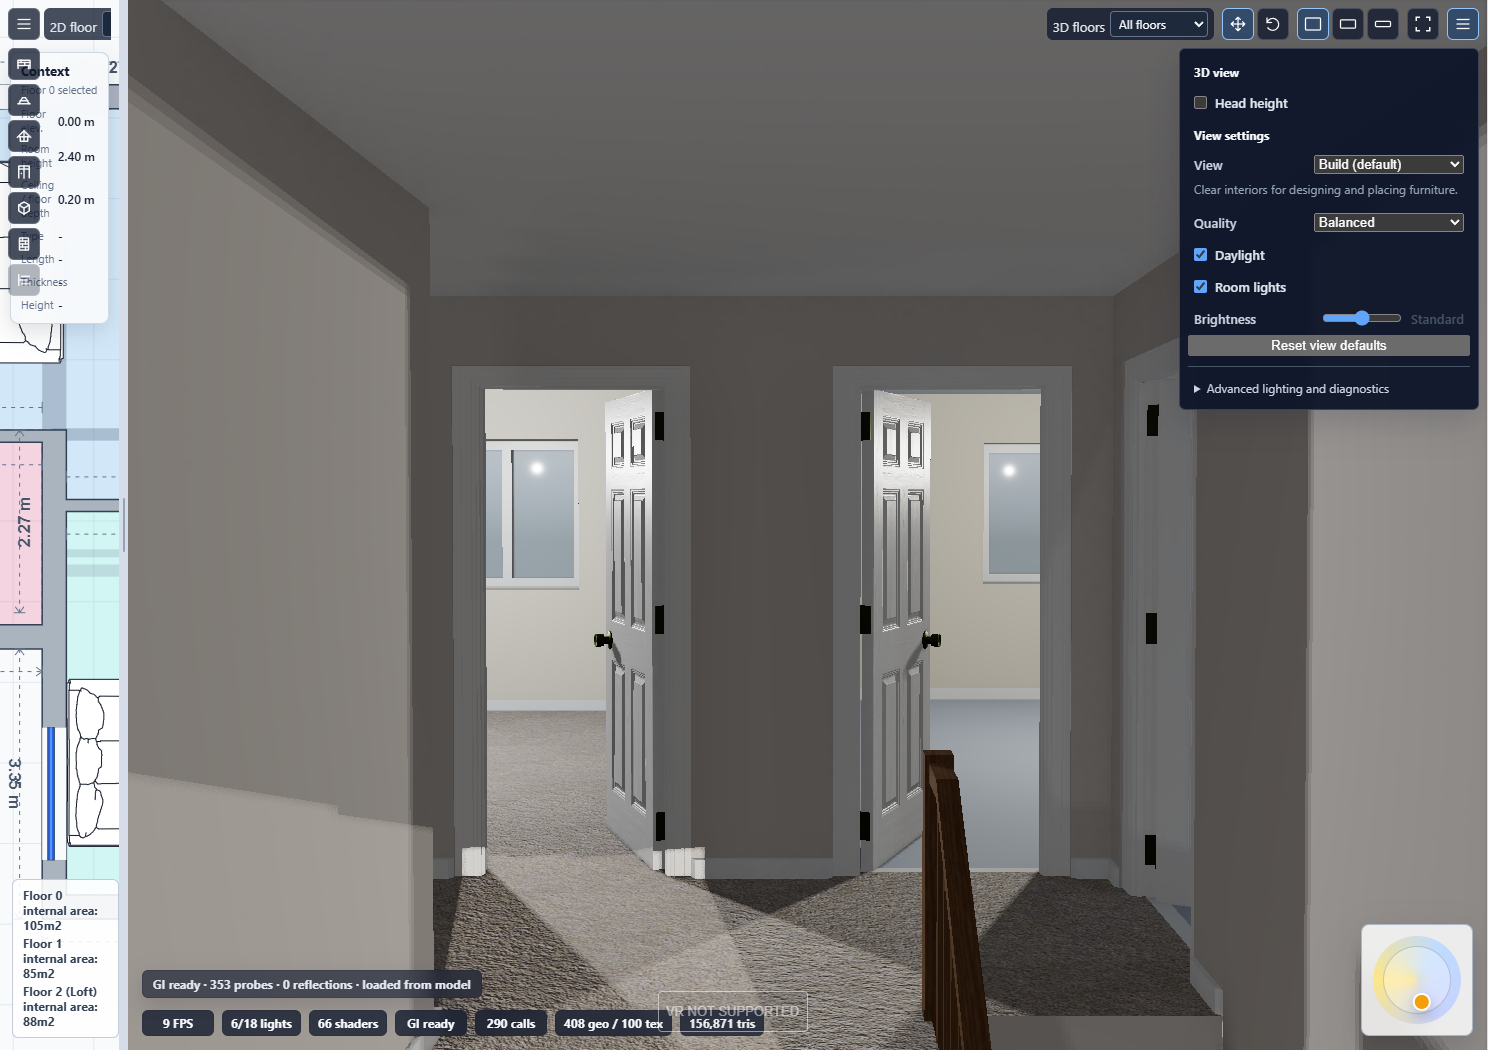 2D floor
Context
Floor 0 selected
Floor
0.00 m
Room
2.40 m
Ceiling
0.20 m
depth
-
Length -
Thickness
-
Height -
2.27 m
3.35 m
Floor 0
internal area:
105m2
Floor 1
internal area:
85m2
Floor 2 (Loft)
internal area:
88m2
3D floors All floors
3D view
Head height
View settings
View Build (default)
Clear interiors for designing and placing furniture.
Quality Balanced
Daylight
Room lights
Brightness Standard
Reset view defaults
Advanced lighting and diagnostics
GI ready · 353 probes · 0 reflections · loaded from model
9 FPS 6/18 lights 66 shaders GI ready 290 calls 408 geo / 100 tex 156,871 tris
VR NOT SUPPORTED